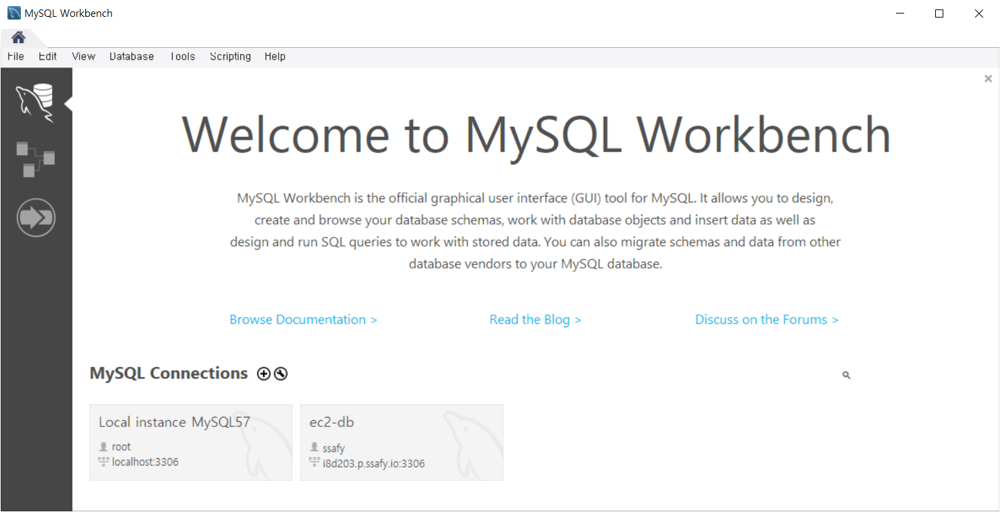 MySQL Workbench
File Edit View Database Tools Scripting Help
Welcome to MySQL Workbench
MySQL Workbench is the official graphical user interface (GUI) tool for MySQL. It allows you to design,
create and browse your database schemas, work with database objects and insert data as well as
design and run SQL queries to work with stored data. You can also migrate schemas and data from other
database vendors to your MySQL database.
Browse Documentation > Read the Blog > Discuss on the Forums >
MySQL Connections
Local instance MySQL57
root
localhost:3306
ec2-db
ssafy
i8d203.p.ssafy.io:3306